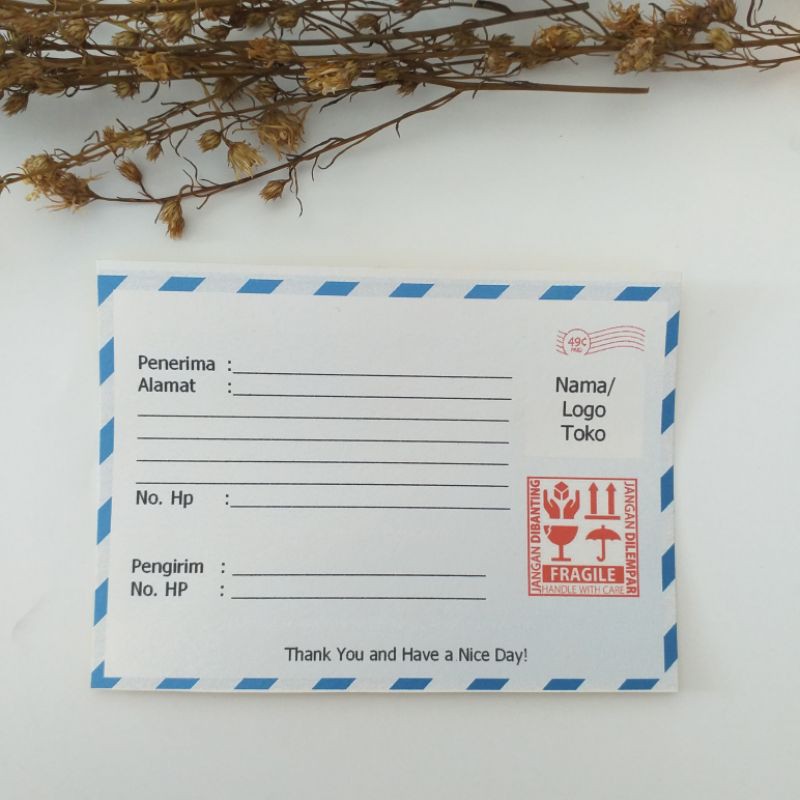 49¢
Penerima :
Alamat :
Nama/
Logo
Toko
No. Hp :
JANGAN DIBANTING
JANGAN DILEMPAR
FRAGILE
HANDLE WITH CARE
Pengirim :
No. HP :
Thank You and Have a Nice Day!